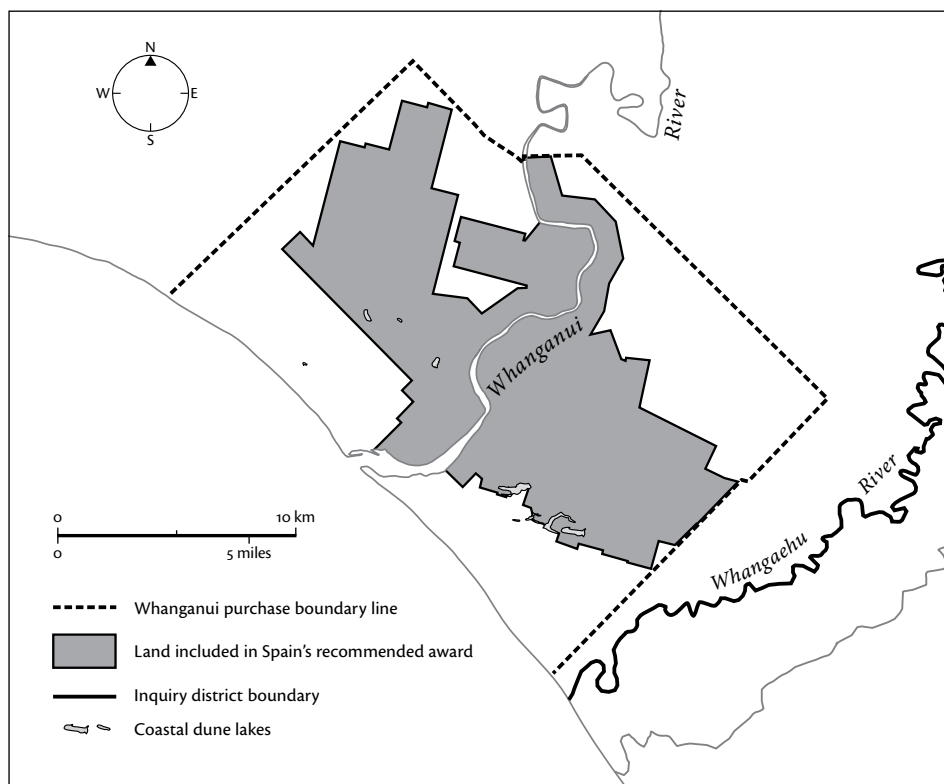 N
W
E
S
River
Whanganui
River
Whangaehu
0
10 km
0
5 miles
Whanganui purchase boundary line
Land included in Spain's recommended award
Inquiry district boundary
Coastal dune lakes